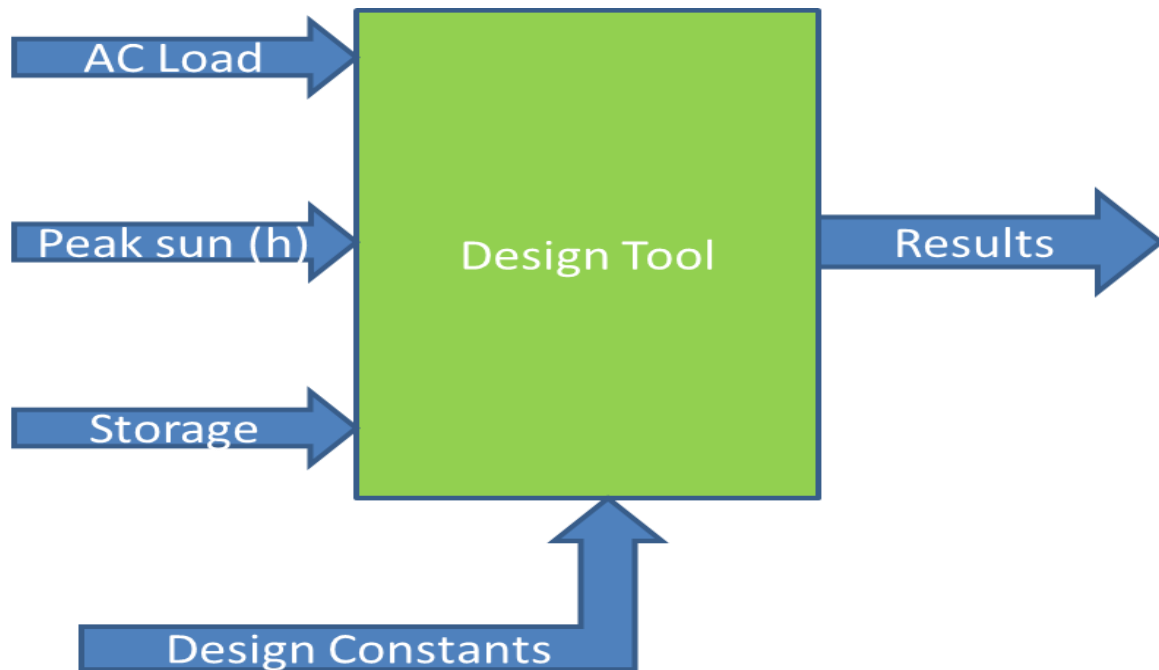 AC Load
Peak sun (h)
Design Tool
Results
Storage
Design Constants